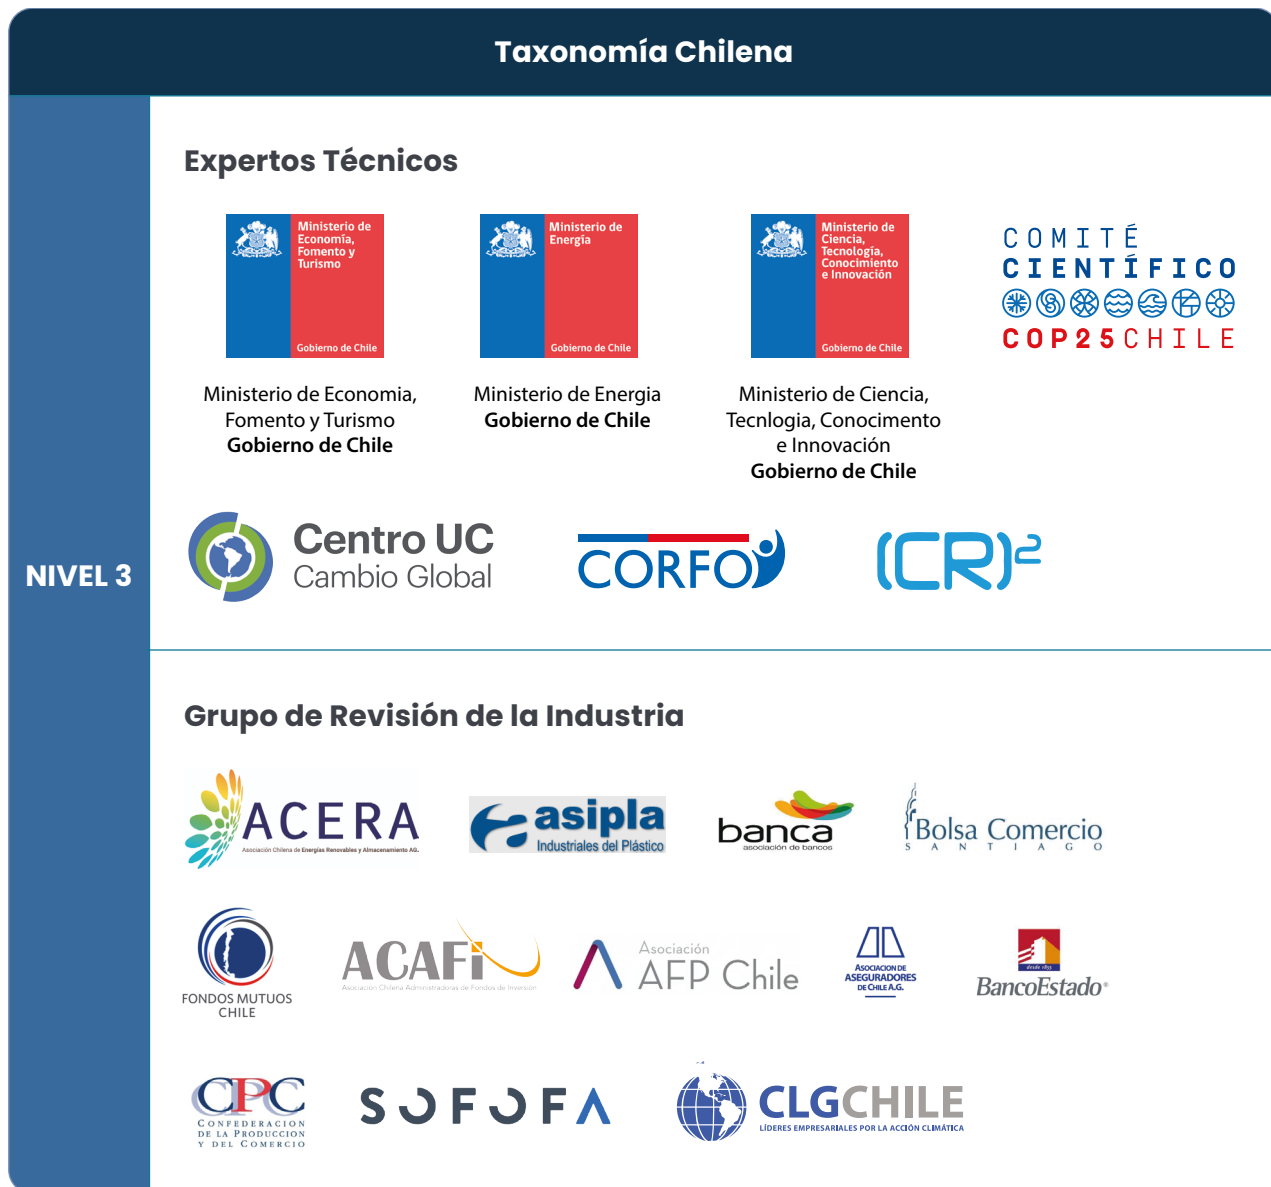 Taxonomía Chilena
NIVEL 3
Expertos Técnicos
Ministerio de
Economía,
Fomento y
Turismo
Gobierno de Chile
Ministerio de
Energía
Gobierno de Chile
Ministerio de
Ciencia,
Tecnología,
Conocimiento
e Innovación
Gobierno de Chile
COMITÉ
CIENTÍFICO
COP25CHILE
Ministerio de Economia,
Fomento y Turismo
Gobierno de Chile
Ministerio de Energia
Gobierno de Chile
Ministerio de Ciencia,
Tecnlogia, Conocimento
e Innovación
Gobierno de Chile
Centro UC
Cambio Global
CORFO
(CR)²
Grupo de Revisión de la Industria
ACERA
Asociación Chilena de Energías Renovables y Almacenamiento AG.
asipla
Industriales del Plástico
banca
asociación de bancos
Bolsa Comercio
SANTIAGO
FONDOS MUTUOS
CHILE
ACAFi
Asociación Chilena Administradoras de Fondos de Inversión
Asociación
AFP Chile
ASOCIACION DE
ASEGURADORES
DE CHILE A.G.
desde 1855
BancoEstado®
CPC
CONFEDERACION
DE LA PRODUCCION
Y DEL COMERCIO
SOFOFA
CLGCHILE
LÍDERES EMPRESARIALES POR LA ACCIÓN CLIMÁTICA